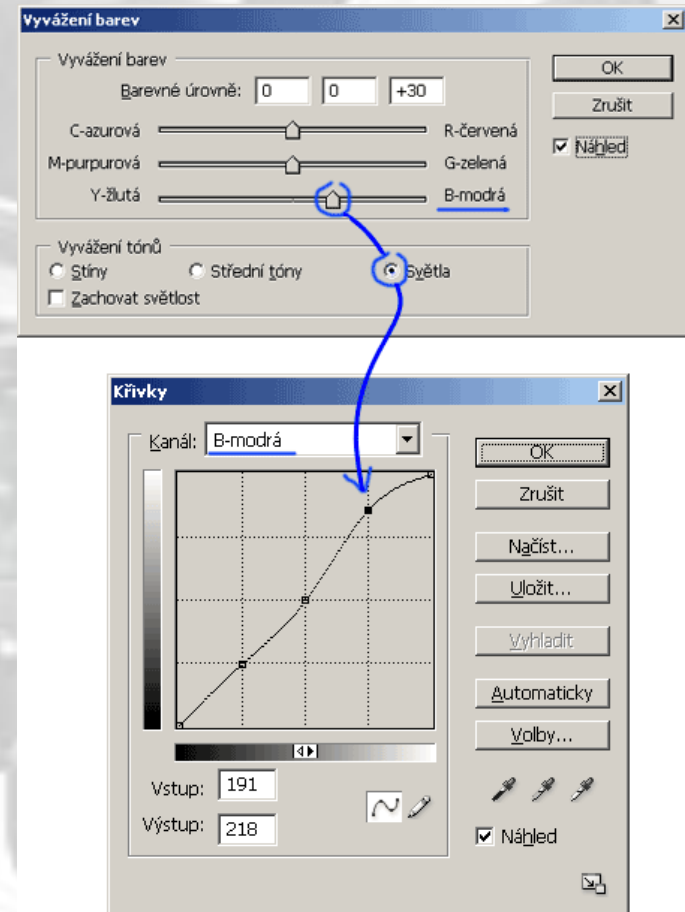 Vyvážení barev
Vyvážení barev
Barevné úrovně: 0 0 +30
C-azurová R-červená
M-purpurová G-zelená
Y-žlutá B-modrá
OK
Zrušit
Náhled
Vyvážení tónů
Stíny Střední tóny Světla
Zachovat světlost
Křivky
Kanál: B-modrá
OK
Zrušit
Načíst...
Uložit...
Vyhladit
Automaticky
Volby...
Vstup: 191
Výstup: 218
Náhled